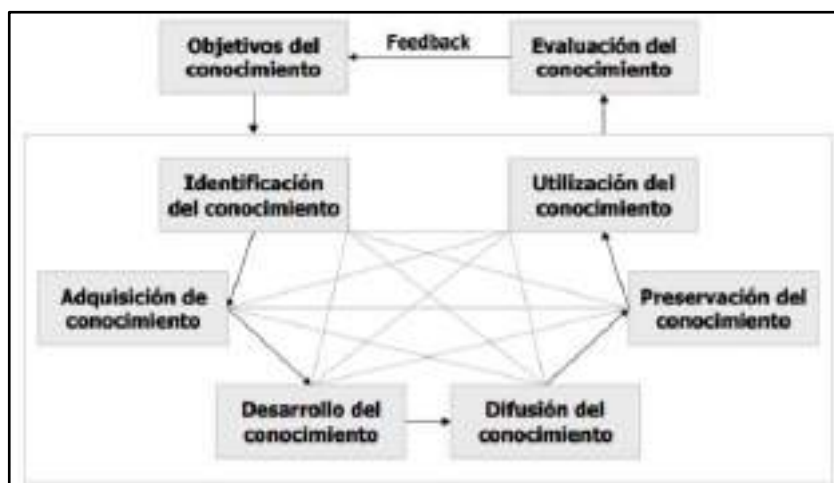 Objetivos del
conocimiento
Feedback
Evaluación del
conocimiento
Identificación
del conocimiento
Utilización del
conocimiento
Adquisición de
conocimiento
Preservación del
conocimiento
Desarrollo del
conocimiento
Difusión del
conocimiento